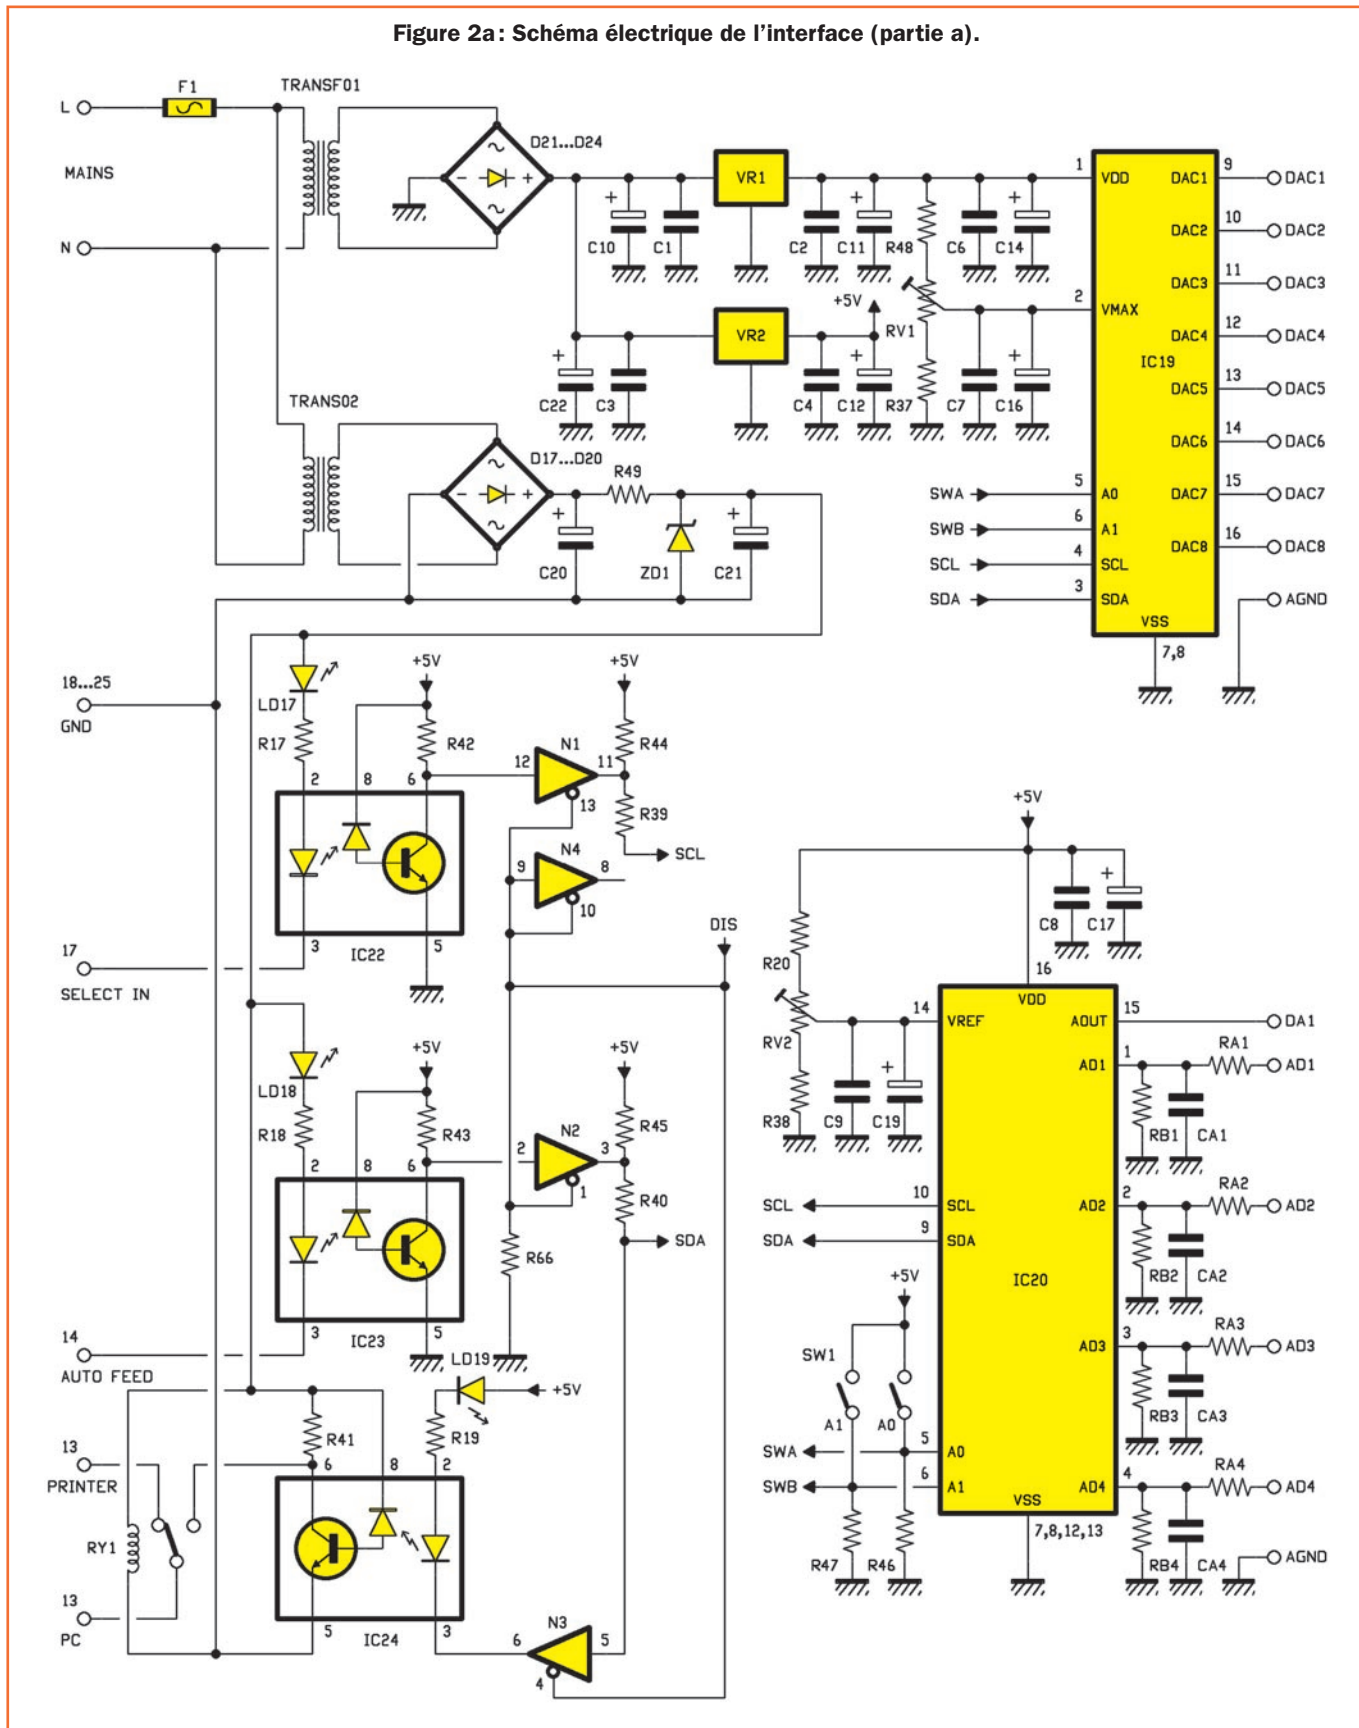 Figure 2a: Schéma électrique de l'interface (partie a).
L
F1
TRANSF01
MAINS
N
D21...D24
+
C10
C1
VR1
C2
+
C11
R48
C6
+
C14
1
VDD
DAC1
9
DAC1
DAC2
10
DAC2
DAC3
11
DAC3
2
VMAX
DAC4
12
DAC4
IC19
DAC5
13
DAC5
DAC6
14
DAC6
5
A0
DAC7
15
DAC7
6
A1
DAC8
16
DAC8
4
SCL
3
SDA
VSS
7,8
AGND
SWA
SWB
SCL
SDA
+5V
RV1
VR2
+
C22
C3
C4
+
C12
R37
C7
+
C16
TRANS02
D17...D20
R49
+
C20
ZD1
+
C21
18...25
GND
LD17
R17
+5V
R42
2
8
6
3
5
IC22
12
N1
11
13
+5V
R44
R39
SCL
9
N4
8
10
17
SELECT IN
DIS
LD18
R18
+5V
R43
2
8
6
3
5
IC23
2
N2
3
1
+5V
R45
R40
SDA
R66
14
AUTO FEED
LD19
+5V
R41
R19
6
8
2
5
IC24
3
13
PRINTER
RY1
13
PC
6
N3
5
4
+5V
C8
+
C17
R20
RV2
R38
C9
+
C19
16
VDD
14
VREF
AOUT
15
DA1
AD1
1
RA1
AD1
RB1
CA1
10
SCL
SCL
AD2
2
RA2
AD2
9
SDA
SDA
RB2
CA2
IC20
+5V
SW1
A1
A0
AD3
3
RA3
AD3
RB3
CA3
SWA
5
A0
SWB
6
A1
AD4
4
RA4
AD4
RB4
CA4
VSS
7,8,12,13
R47
R46
AGND